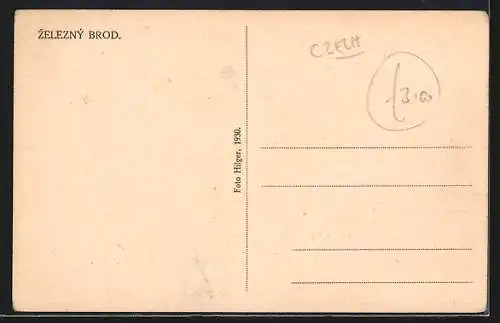 ŽELEZNÝ BROD.
CZECH
£3.00
Foto Hilger, 1930.